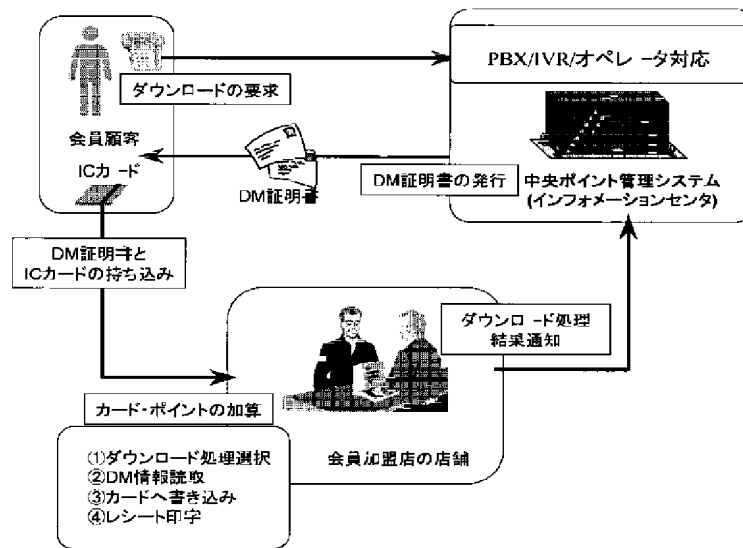 PBX/IVR/オペレータ対応
ダウンロードの要求
会員顧客
ICカード
DM証明書
DM証明書の発行
中央ポイント管理システム
(インフォメーションセンタ)
DM証明書と
ICカードの持ち込み
ダウンロード処理
結果通知
カード・ポイントの加算
①ダウンロード処理選択
②DM情報読取
③カードへ書き込み
④レシート印字
会員加盟店の店舗